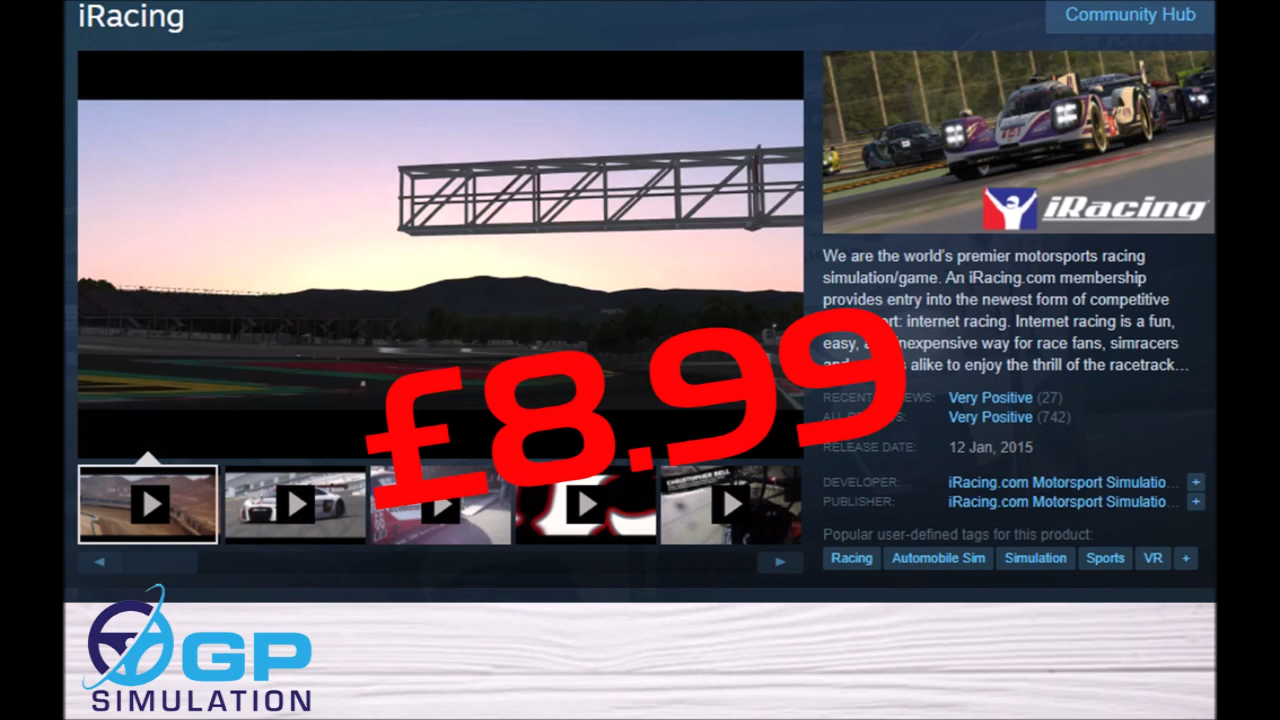 iRacing
Community Hub
iRacing
We are the world's premier motorsports racing
simulation/game. An iRacing.com membership
provides entry into the newest form of competitive
internet racing. Internet racing is a fun,
easy, inexpensive way for race fans, simracers
alike to enjoy the thrill of the racetrack...
£8.99
Very Positive (27)
Very Positive (742)
RELEASE DATE: 12 Jan, 2015
DEVELOPER: iRacing.com Motorsport Simulatio... +
PUBLISHER: iRacing.com Motorsport Simulatio... +
CHRISTOPHER BELL
Popular user-defined tags for this product:
Racing Automobile Sim Simulation Sports VR +
GP
SIMULATION